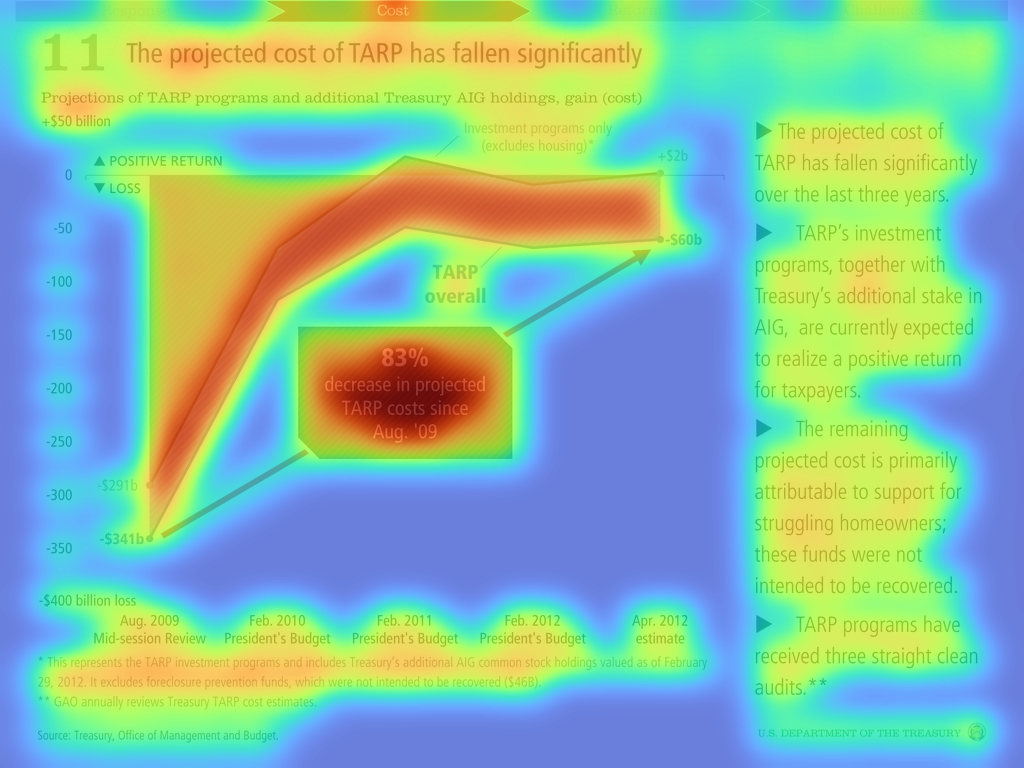 Cost
11 The projected cost of TARP has fallen significantly
Projections of TARP programs and additional Treasury AIG holdings, gain (cost)
+$50 billion
Investment programs only
(excludes housing)*
▲ POSITIVE RETURN
0
▼ LOSS
+$2b
-50
-$60b
-100
TARP
overall
-150
83%
decrease in projected
TARP costs since
Aug. '09
-200
-250
-300
-$291b
-$341b
-350
-$400 billion loss
Aug. 2009
Mid-session Review
Feb. 2010
President's Budget
Feb. 2011
President's Budget
Feb. 2012
President's Budget
Apr. 2012
estimate
* This represents the TARP investment programs and includes Treasury's additional AIG common stock holdings valued as of February
29, 2012. It excludes foreclosure prevention funds, which were not intended to be recovered ($46B).
** GAO annually reviews Treasury TARP cost estimates.
Source: Treasury, Office of Management and Budget.
▶ The projected cost of
TARP has fallen significantly
over the last three years.
▶ TARP's investment
programs, together with
Treasury's additional stake in
AIG, are currently expected
to realize a positive return
for taxpayers.
▶ The remaining
projected cost is primarily
attributable to support for
struggling homeowners;
these funds were not
intended to be recovered.
▶ TARP programs have
received three straight clean
audits.**
U.S. DEPARTMENT OF THE TREASURY